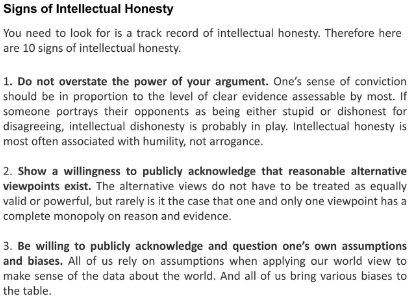 Signs of Intellectual Honesty
You need to look for is a track record of intellectual honesty. Therefore here
are 10 signs of intellectual honesty.
1. Do not overstate the power of your argument. One's sense of conviction
should be in proportion to the level of clear evidence assessable by most. If
someone portrays their opponents as being either stupid or dishonest for
disagreeing, intellectual dishonesty is probably in play. Intellectual honesty is
most often associated with humility, not arrogance.
2. Show a willingness to publicly acknowledge that reasonable alternative
viewpoints exist. The alternative views do not have to be treated as equally
valid or powerful, but rarely is it the case that one and only one viewpoint has a
complete monopoly on reason and evidence.
3. Be willing to publicly acknowledge and question one's own assumptions
and biases. All of us rely on assumptions when applying our world view to
make sense of the data about the world. And all of us bring various biases to
the table.